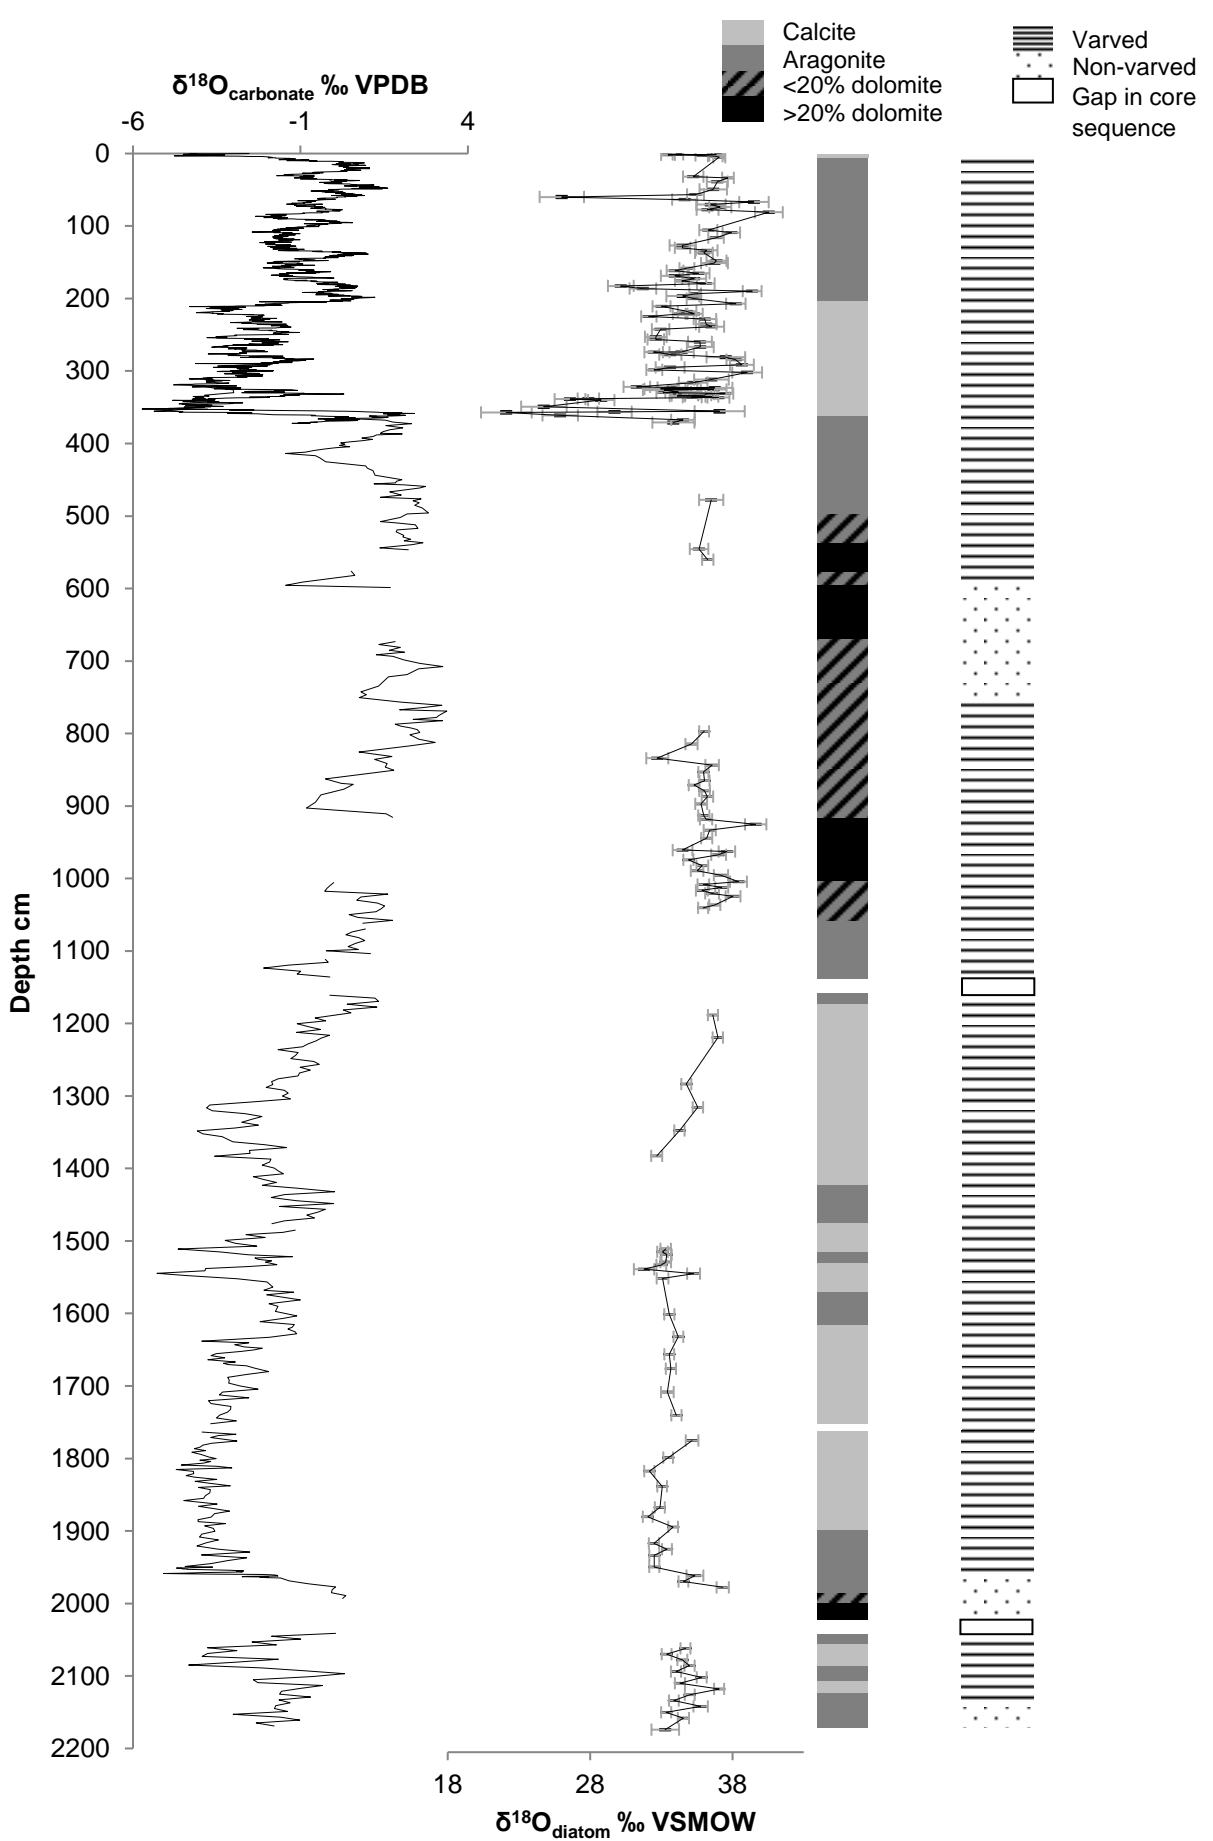 Calcite
Aragonite
<20% dolomite
>20% dolomite
Varved
Non-varved
Gap in core
sequence
δ18Ocarbonate ‰ VPDB
-6 -1 4
0
100
200
300
400
500
600
700
800
900
1000
1100
1200
1300
1400
1500
1600
1700
1800
1900
2000
2100
2200
Depth cm
18 28 38
δ18Odiatom ‰ VSMOW